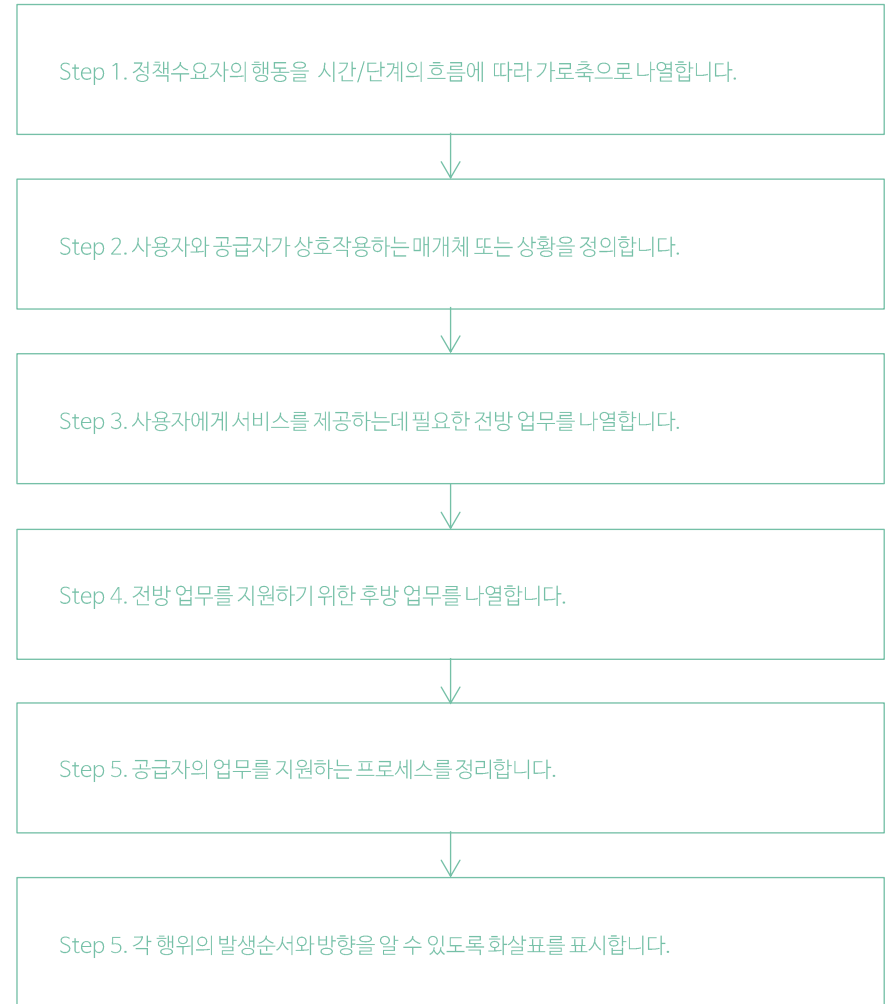 Step 1. 정책수요자의 행동을 시간/단계의 흐름에 따라 가로축으로 나열합니다.
Step 2. 사용자와 공급자가 상호작용하는 매개체 또는 상황을 정의합니다.
Step 3. 사용자에게 서비스를 제공하는데 필요한 전방 업무를 나열합니다.
Step 4. 전방 업무를 지원하기 위한 후방 업무를 나열합니다.
Step 5. 공급자의 업무를 지원하는 프로세스를 정리합니다.
Step 5. 각 행위의 발생순서와 방향을 알 수 있도록 화살표를 표시합니다.